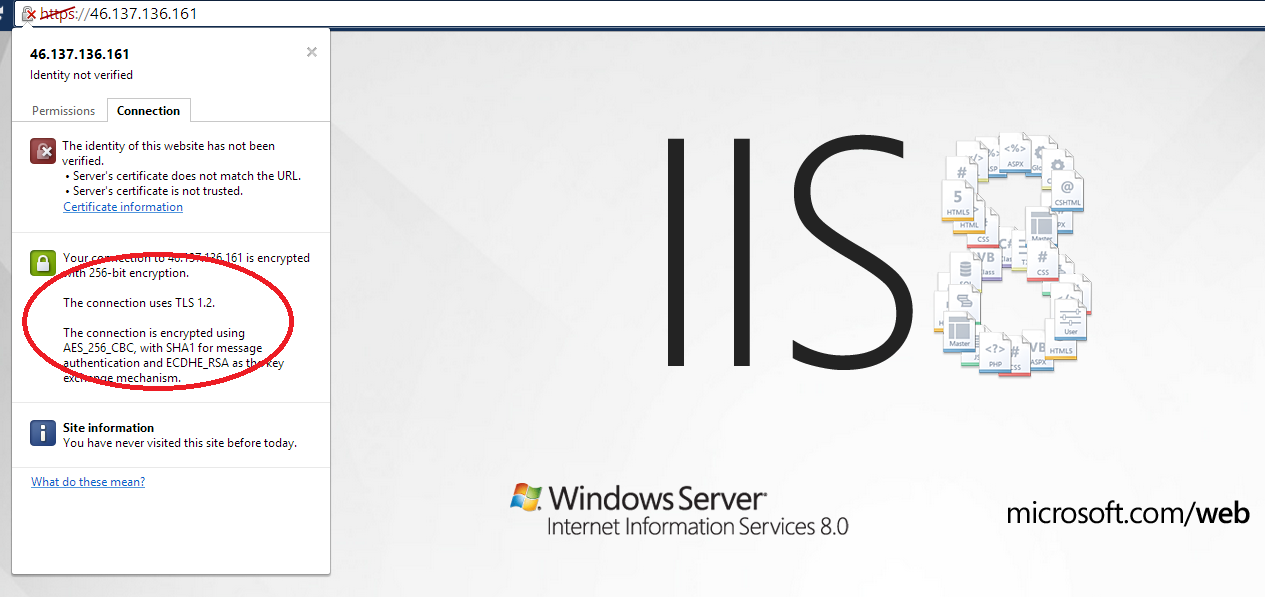 https://46.137.136.161
46.137.136.161
Identity not verified
Permissions
Connection
The identity of this website has not been
verified.
• Server's certificate does not match the URL.
• Server's certificate is not trusted.
Certificate information
Your connection to 46.137.136.161 is encrypted
with 256-bit encryption.
The connection uses TLS 1.2.
The connection is encrypted using
AES_256_CBC, with SHA1 for message
authentication and ECDHE_RSA as the key
exchange mechanism.
Site information
You have never visited this site before today.
What do these mean?
IIS
<%>
ASPX
#
@
CSHTML
5
HTML5
HTML
CSS
Master
VB
#
CSS
User
Master
<?>
PHP
#
CSS
VB
ASPX
HTML5
Windows Server
Internet Information Services 8.0
microsoft.com/web